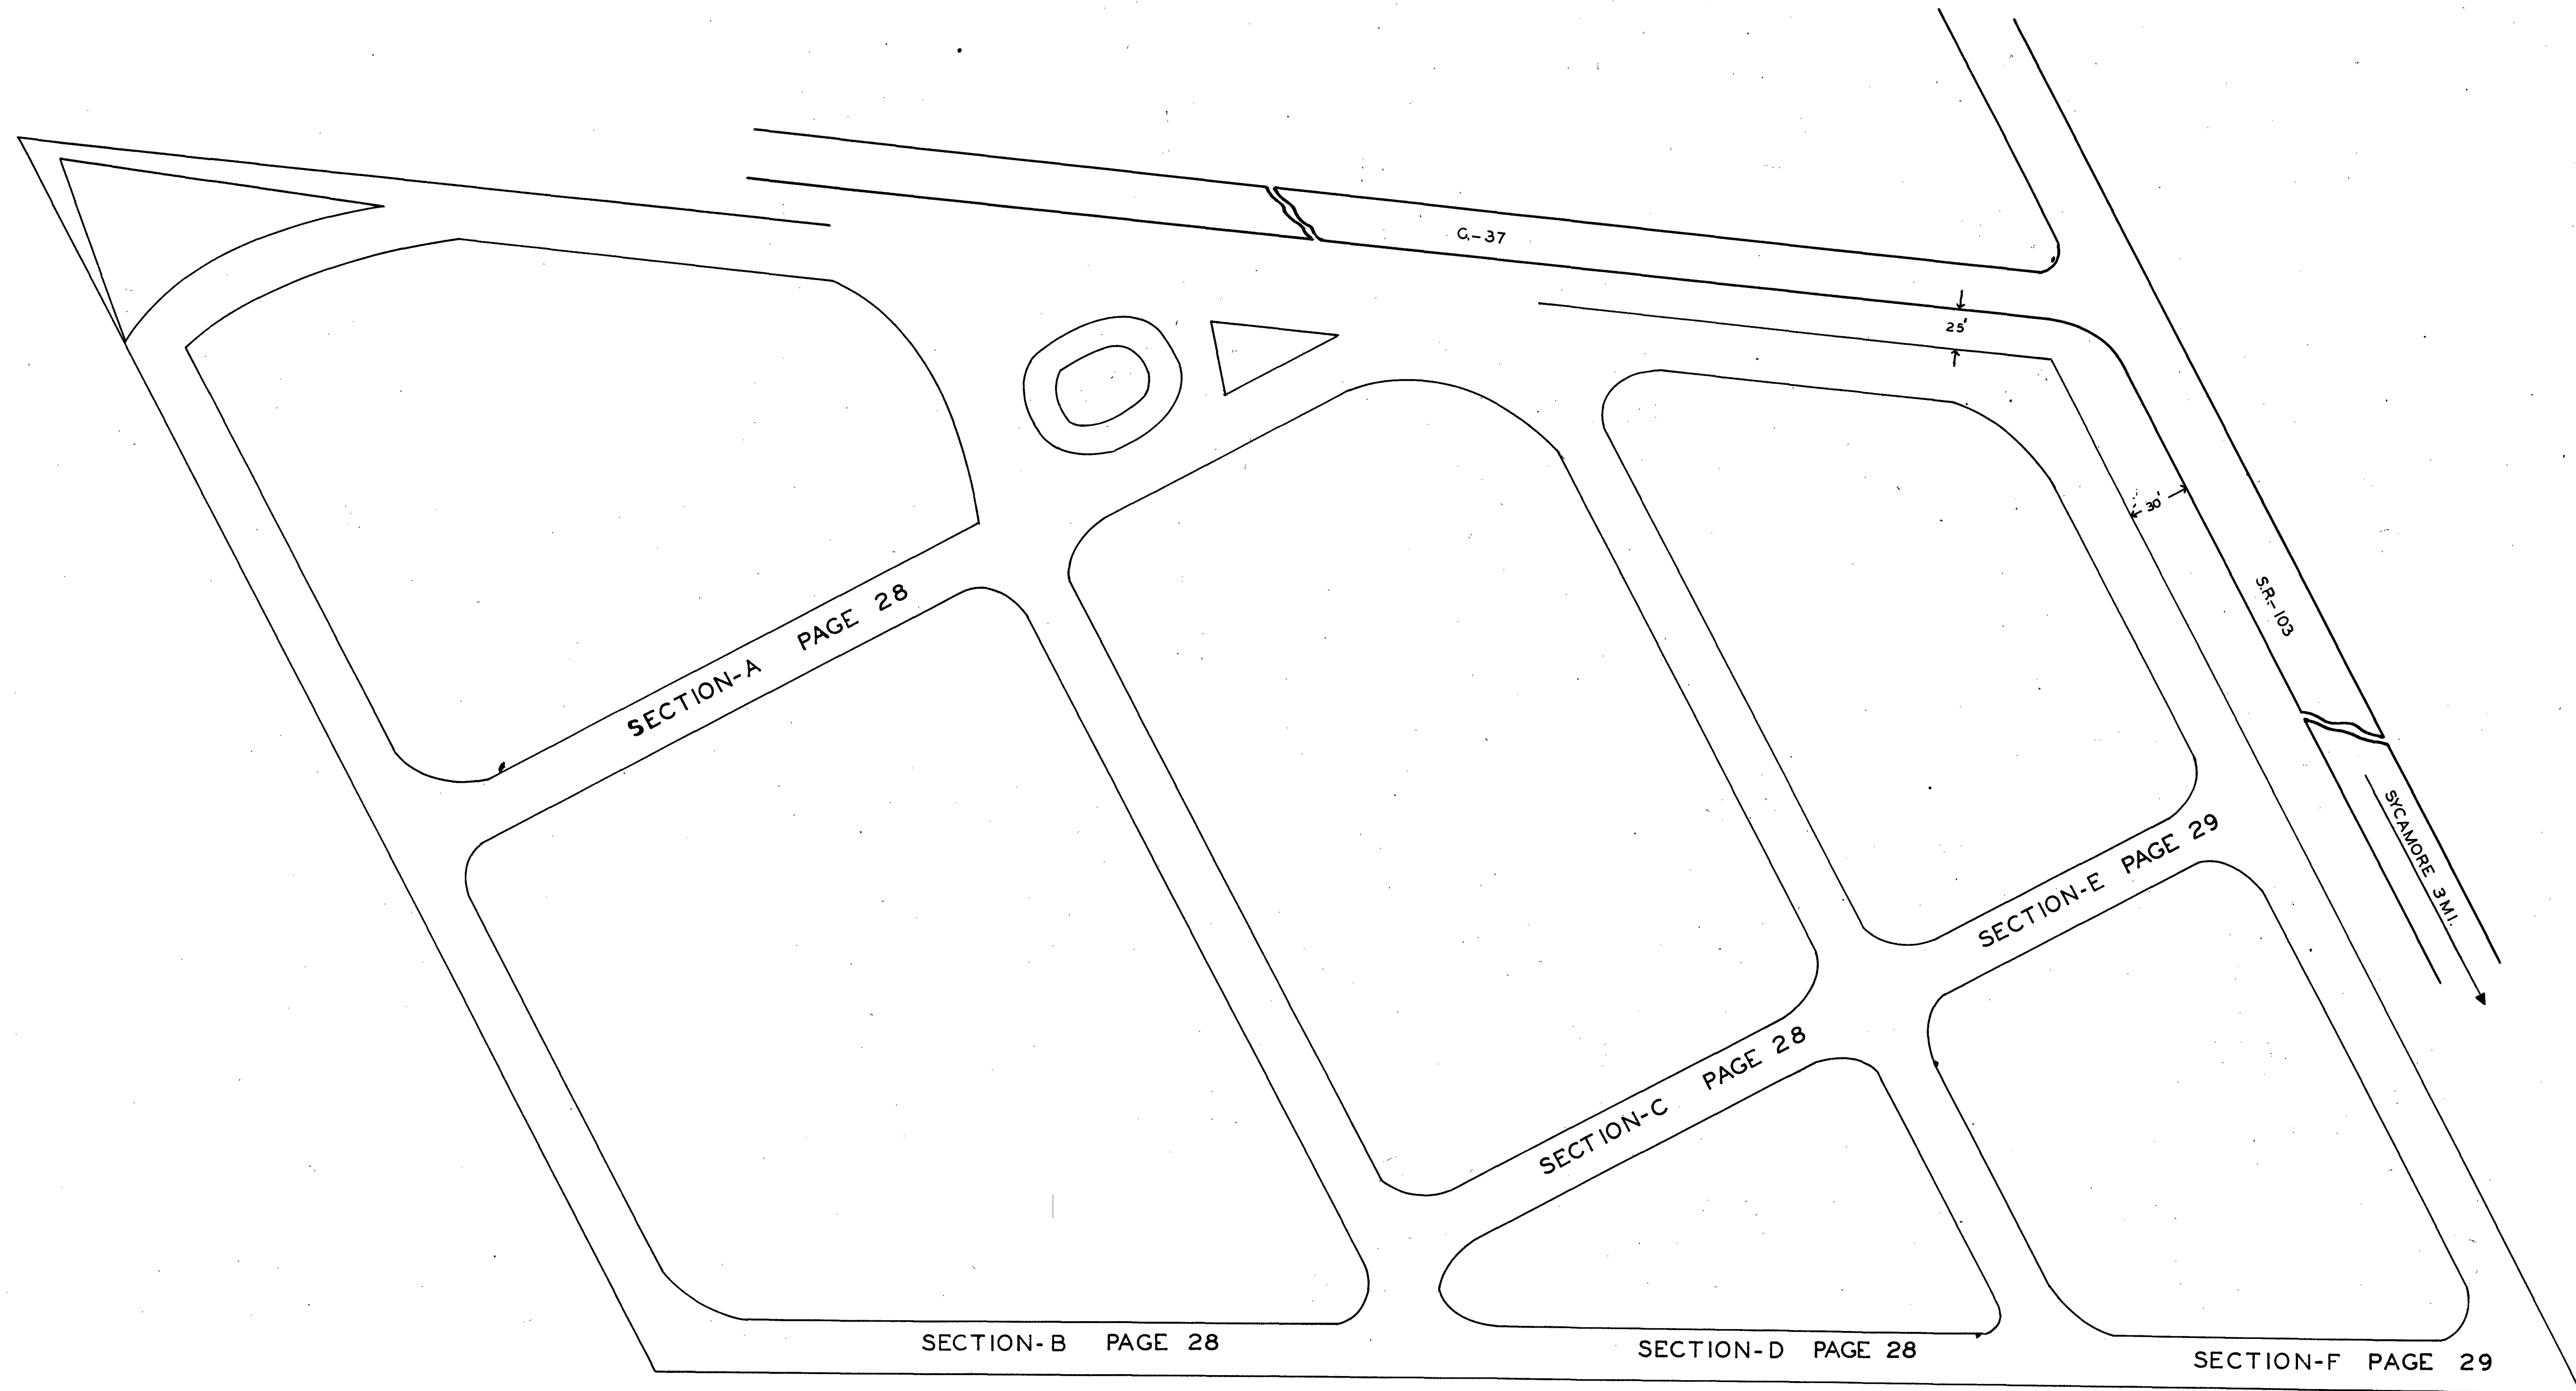 C.-37
25'
30'
S.R.-103
SECTION-A PAGE 28
SYCAMORE 3 MI.
SECTION-E PAGE 29
SECTION-C PAGE 28
SECTION-B PAGE 28
SECTION-D PAGE 28
SECTION-F PAGE 29